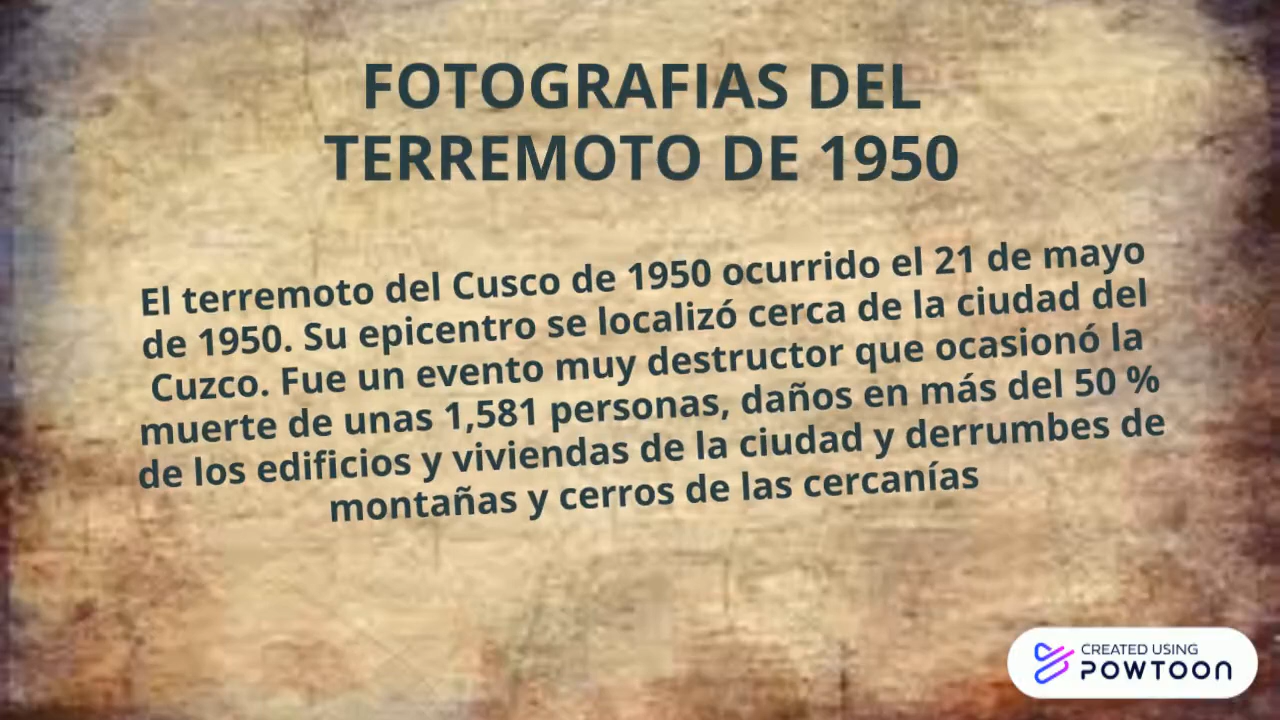 FOTOGRAFIAS DEL
TERREMOTO DE 1950
El terremoto del Cusco de 1950 ocurrido el 21 de mayo
de 1950. Su epicentro se localizó cerca de la ciudad del
Cuzco. Fue un evento muy destructor que ocasionó la
muerte de unas 1,581 personas, daños en más del 50 %
de los edificios y viviendas de la ciudad y derrumbes de
montañas y cerros de las cercanías
CREATED USING
POWTOON